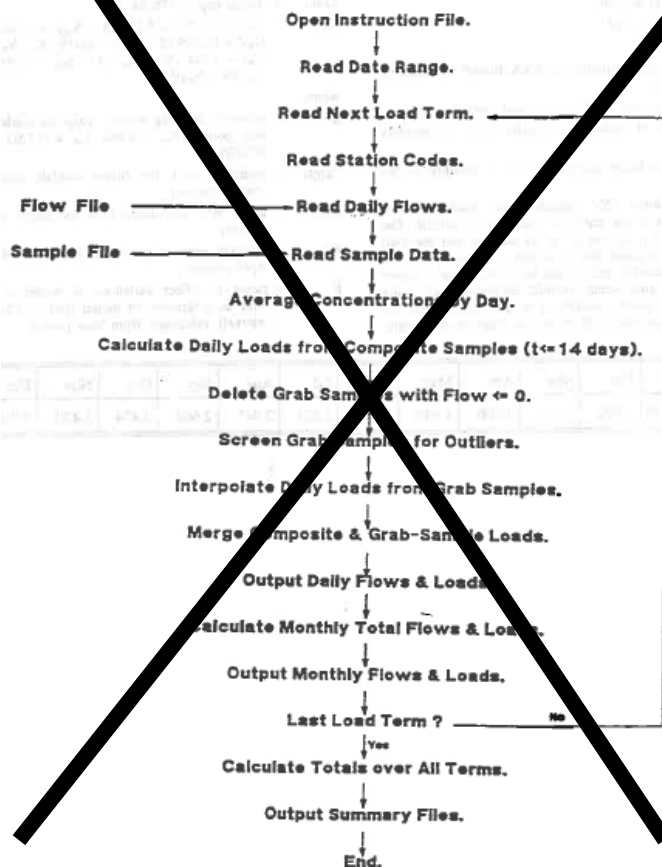 Open Instruction File.
Read Date Range.
Read Next Load Term.
Read Station Codes.
Flow File Read Daily Flows.
Sample File Read Sample Data.
Average Concentrations By Day.
Calculate Daily Loads from Composite Samples (t<= 14 days).
Delete Grab Samples with Flow <= 0.
Screen Grab Samples for Outliers.
Interpolate Daily Loads from Grab Samples.
Merge Composite & Grab-Sample Loads.
Output Daily Flows & Loads
Calculate Monthly Total Flows & Loads.
Output Monthly Flows & Loads.
Last Load Term ? No
Yes
Calculate Totals over All Terms.
Output Summary Files.
End.